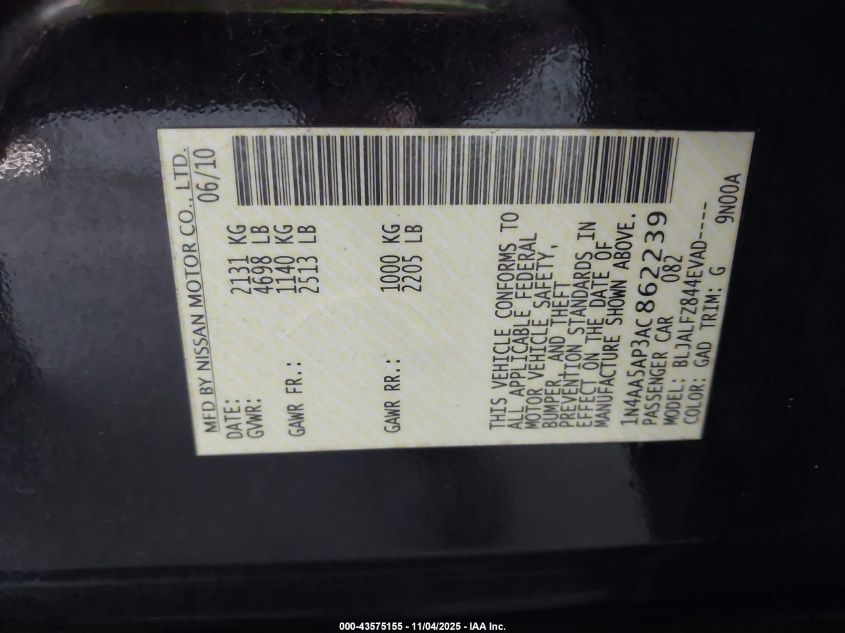 MFD BY NISSAN MOTOR CO., LTD.
DATE: 06/10
GVWR: 2131 KG
4698 LB
GAWR FR.: 1140 KG
2513 LB
GAWR RR.: 1000 KG
2205 LB
THIS VEHICLE CONFORMS TO
ALL APPLICABLE FEDERAL
MOTOR VEHICLE SAFETY,
BUMPER, AND THEFT
PREVENTION STANDARDS IN
EFFECT ON THE DATE OF
MANUFACTURE SHOWN ABOVE.
1N4AA5AP3AC862239
PASSENGER CAR 082
MODEL: BLJALFZ844EVAD----
COLOR: GAD TRIM: G 9N00A
000-43575155 - 11/04/2025 - IAA Inc.